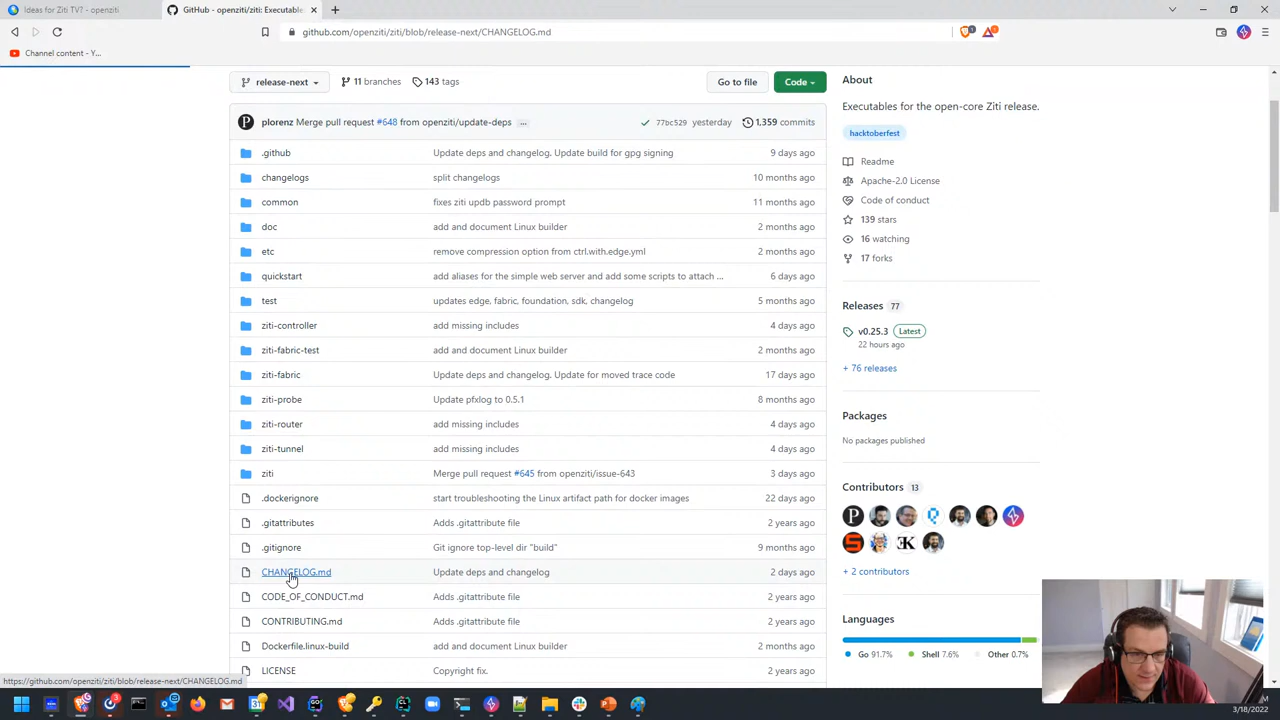 Ideas for Ziti TV? - openziti
GitHub - openziti/ziti: Executable
github.com/openziti/ziti/blob/release-next/CHANGELOG.md
Channel content - Y...
release-next
11 branches
143 tags
Go to file
Code
About
Executables for the open-core Ziti release.
plorenz Merge pull request #648 from openziti/update-deps ...
77bc529 yesterday
1,359 commits
hacktoberfest
.github Update deps and changelog. Update build for gpg signing 9 days ago
Readme
changelogs split changelogs 10 months ago
Apache-2.0 License
common fixes ziti updb password prompt 11 months ago
Code of conduct
doc add and document Linux builder 2 months ago
139 stars
etc remove compression option from ctrl.with.edge.yml 2 months ago
16 watching
17 forks
quickstart add aliases for the simple web server and add some scripts to attach ... 6 days ago
test updates edge, fabric, foundation, sdk, changelog 5 months ago
Releases 77
ziti-controller add missing includes 4 days ago
v0.25.3 Latest
22 hours ago
ziti-fabric-test add and document Linux builder 2 months ago
+ 76 releases
ziti-fabric Update deps and changelog. Update for moved trace code 17 days ago
ziti-probe Update pfxlog to 0.5.1 8 months ago
Packages
ziti-router add missing includes 4 days ago
No packages published
ziti-tunnel add missing includes 4 days ago
ziti Merge pull request #645 from openziti/issue-643 3 days ago
Contributors 13
.dockerignore start troubleshooting the Linux artifact path for docker images 22 days ago
.gitattributes Adds .gitattribute file 2 years ago
.gitignore Git ignore top-level dir "build" 9 months ago
CHANGELOG.md Update deps and changelog 2 days ago
+ 2 contributors
CODE_OF_CONDUCT.md Adds .gitattribute file 2 years ago
CONTRIBUTING.md Adds .gitattribute file 2 years ago
Languages
Dockerfile.linux-build add and document Linux builder 2 months ago
Go 91.7% Shell 7.6% Other 0.7%
LICENSE Copyright fix. 2 years ago
https://github.com/openziti/ziti/blob/release-next/CHANGELOG.md
3/18/2022